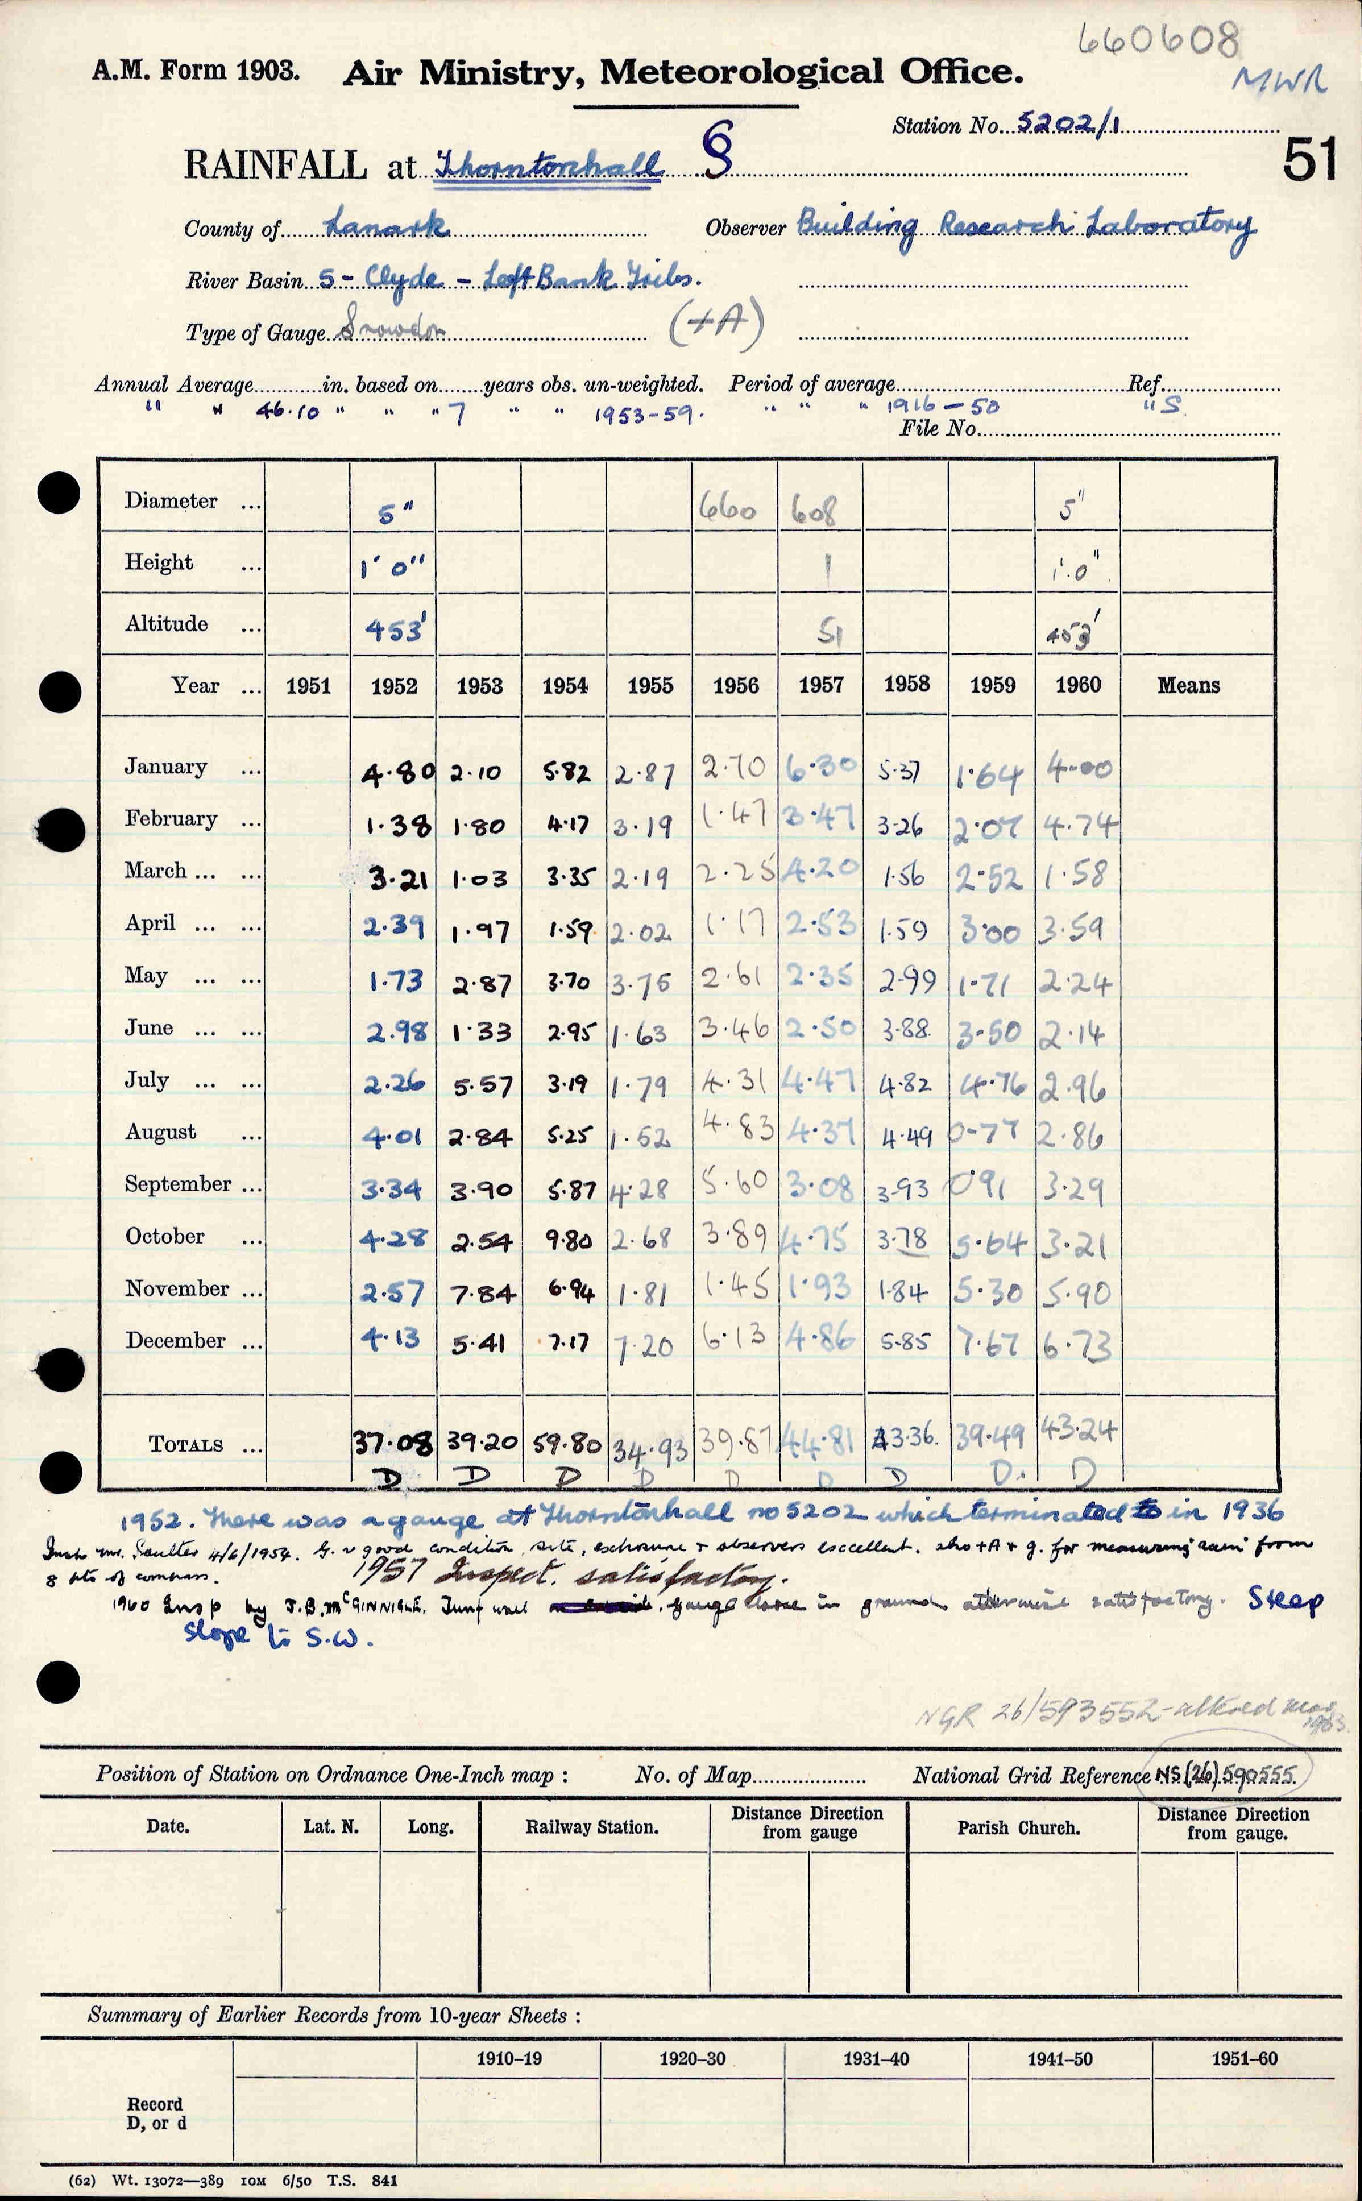 660608
MWR
A.M. Form 1903. Air Ministry, Meteorological Office.
Station No. 5202/1
51
RAINFALL at Thorntonhall §
County of Lanark Observer Building Research Laboratory
River Basin 5 - Clyde - Left Bank Tribs.
Type of Gauge Snowdon (+A)
Annual Average in. based on years obs. un-weighted. Period of average Ref.
" " 46.10 " " " 7 " " 1953-59. " " " 1916-50 " S.
File No.
Diameter ... 5" 660 608 5"
Height ... 1' 0" 1 1'.0"
Altitude ... 453' 51 453'
Year ... 1951 1952 1953 1954 1955 1956 1957 1958 1959 1960 Means
January ... 4.80 2.10 5.82 2.87 2.70 6.30 5.37 1.64 4.00
February ... 1.38 1.80 4.17 3.19 1.47 3.47 3.26 2.07 4.74
March ... ... 3.21 1.03 3.35 2.19 2.25 4.20 1.56 2.52 1.58
April ... ... 2.39 1.97 1.59 2.02 1.17 2.53 1.59 3.00 3.59
May ... ... 1.73 2.87 3.70 3.75 2.61 2.35 2.99 1.71 2.24
June ... ... 2.98 1.33 2.95 1.63 3.46 2.50 3.88 3.50 2.14
July ... ... 2.26 5.57 3.19 1.79 4.31 4.47 4.82 4.76 2.96
August ... 4.01 2.84 5.25 1.52 4.83 4.37 4.49 0.77 2.86
September ... 3.34 3.90 5.87 4.28 5.60 3.08 3.93 0.91 3.29
October ... 4.28 2.54 9.80 2.68 3.89 4.75 3.78 5.64 3.21
November ... 2.57 7.84 6.94 1.81 1.45 1.93 1.84 5.30 5.90
December ... 4.13 5.41 7.17 7.20 6.13 4.86 5.85 7.67 6.73
TOTALS ... 37.08 39.20 59.80 34.93 39.87 44.81 43.36 39.49 43.24
D D D D D D D D. D
1952. There was a gauge at Thorntonhall no 5202 which terminated in 1936
Insp. Mr. Saulter 4/6/1954. G. in good condition, site, exposure + observers excellent. also +A + g. for measuring 'rain' from
8 pts of compass. 1957 Inspect. satisfactory.
1960 Insp by J.B. McGINNIGLE. Turf wall gauge loose in ground otherwise satisfactory. Steep
slope to S.W.
NGR 26/593552 - altered Mar 1963.
Position of Station on Ordnance One-Inch map : No. of Map National Grid Reference NS(26)590555
Date. Lat. N. Long. Railway Station. Distance Direction from gauge Parish Church. Distance Direction from gauge.
Summary of Earlier Records from 10-year Sheets :
1910–19 1920–30 1931–40 1941–50 1951–60
Record
D, or d
(62) Wt. 13072—389 10M 6/50 T.S. 841